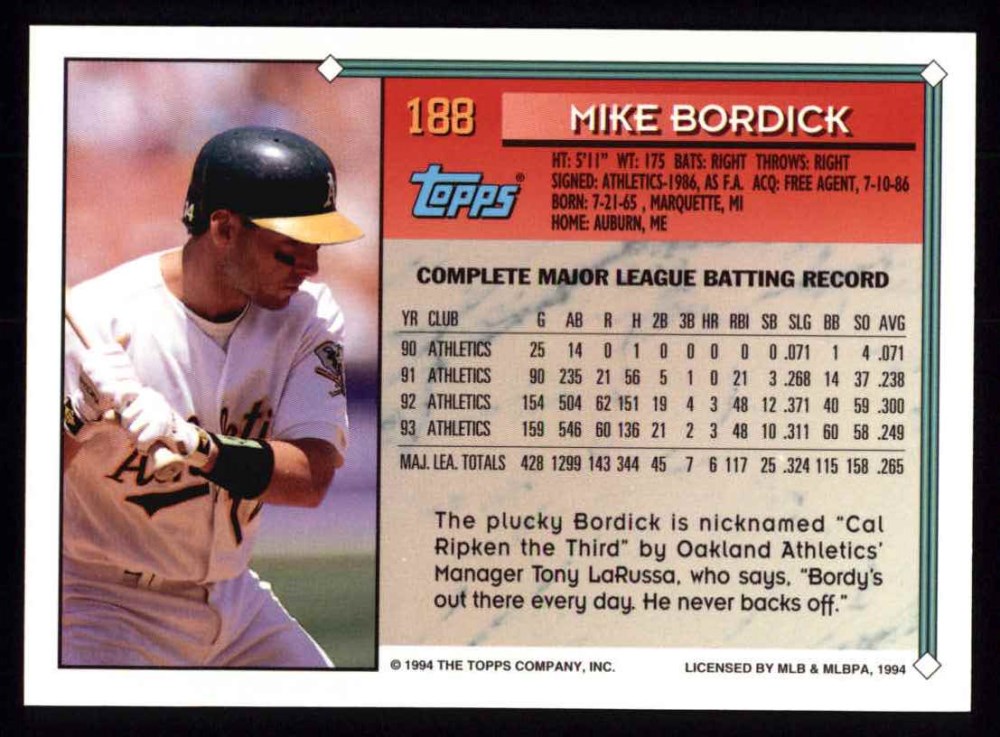 188
MIKE BORDICK
TOPPS®
HT: 5'11" WT: 175 BATS: RIGHT THROWS: RIGHT
SIGNED: ATHLETICS-1986, AS F.A. ACQ: FREE AGENT, 7-10-86
BORN: 7-21-65 , MARQUETTE, MI
HOME: AUBURN, ME
COMPLETE MAJOR LEAGUE BATTING RECORD
YR CLUB G AB R H 2B 3B HR RBI SB SLG BB SO AVG
90 ATHLETICS 25 14 0 1 0 0 0 0 0 .071 1 4 .071
91 ATHLETICS 90 235 21 56 5 1 0 21 3 .268 14 37 .238
92 ATHLETICS 154 504 62 151 19 4 3 48 12 .371 40 59 .300
93 ATHLETICS 159 546 60 136 21 2 3 48 10 .311 60 58 .249
MAJ. LEA. TOTALS 428 1299 143 344 45 7 6 117 25 .324 115 158 .265
The plucky Bordick is nicknamed "Cal
Ripken the Third" by Oakland Athletics'
Manager Tony LaRussa, who says, "Bordy's
out there every day. He never backs off."
© 1994 THE TOPPS COMPANY, INC.
LICENSED BY MLB & MLBPA, 1994